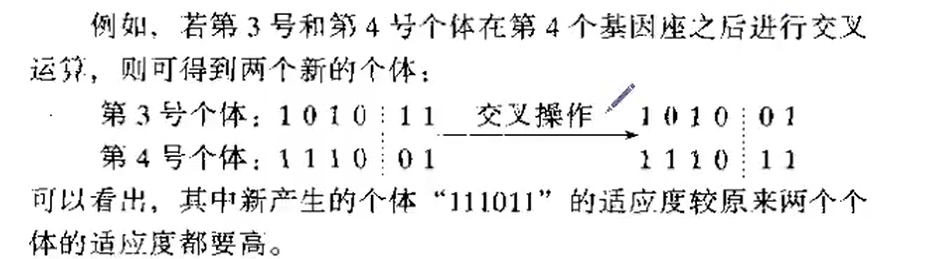 例如，若第 3 号和第 4 号个体在第 4 个基因座之后进行交叉
运算，则可得到两个新的个体：
第 3 号个体：1 0 1 0 ┊ 1 1 交叉操作 1 0 1 0 ┊ 0 1
第 4 号个体：1 1 1 0 ┊ 0 1 1 1 1 0 ┊ 1 1
可以看出，其中新产生的个体“111011”的适应度较原来两个个
体的适应度都要高。